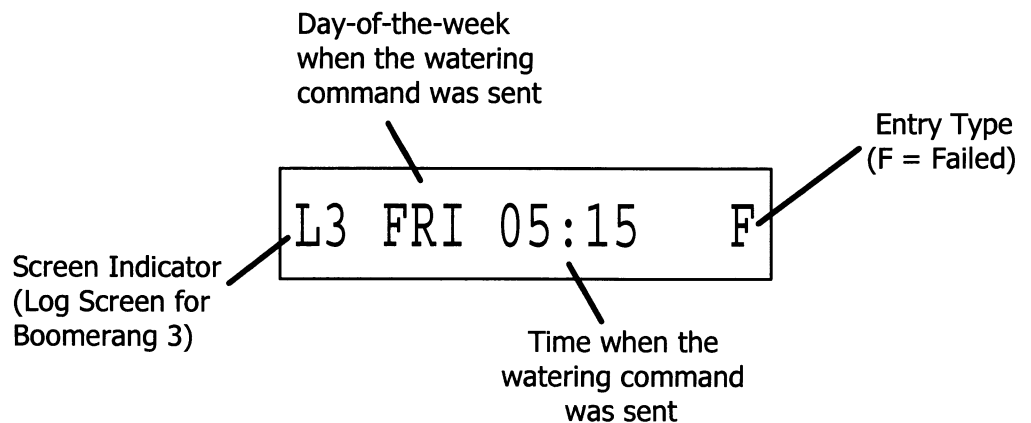 Day-of-the-week
when the watering
command was sent
Entry Type
(F = Failed)
L3 FRI 05:15 F
Screen Indicator
(Log Screen for
Boomerang 3)
Time when the
watering command
was sent